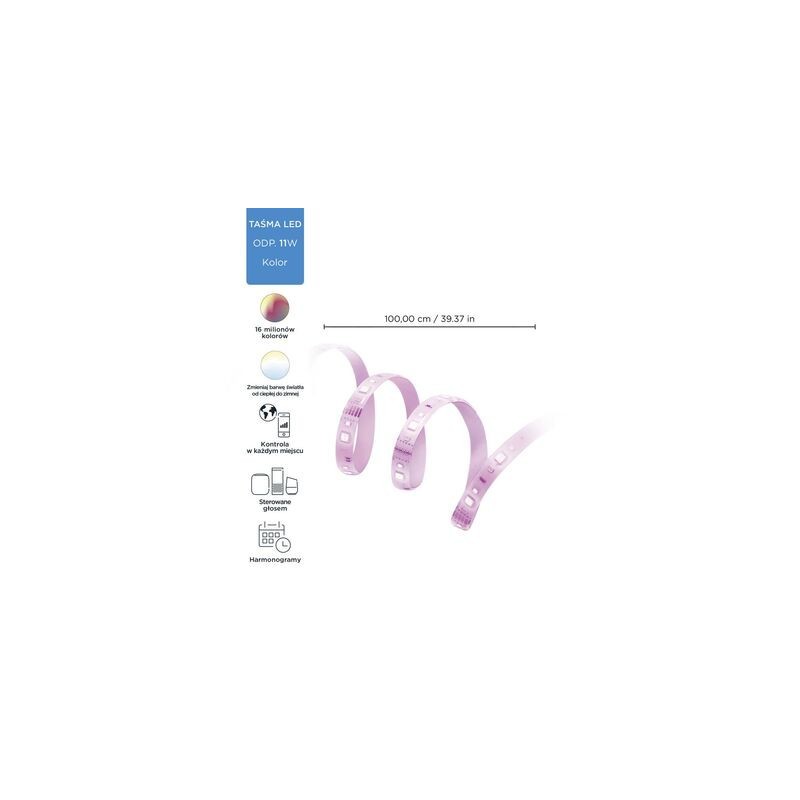 TAŚMA LED
ODP. 11W
Kolor
16 milionów
kolorów
100,00 cm / 39.37 in
Zmieniaj barwę światła
od ciepłej do zimnej
Kontrola
w każdym miejscu
Sterowane
głosem
Harmonogramy